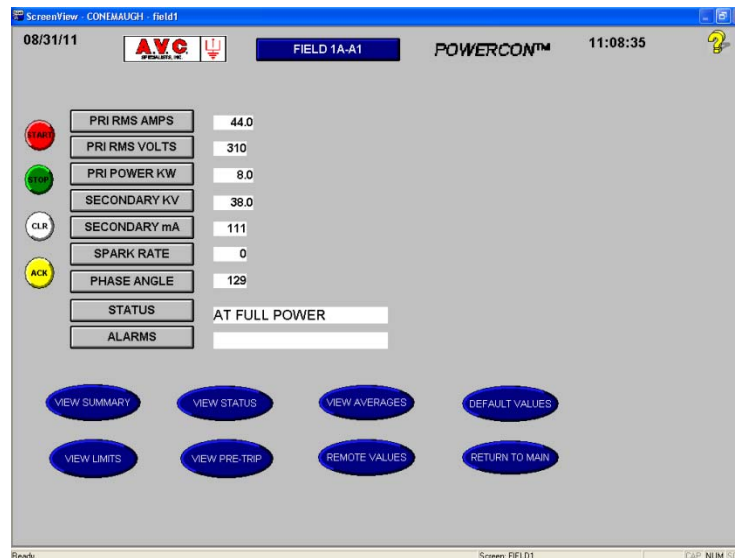 ScreenView - CONEMAUGH - field1
08/31/11
A.V.C.
SPECIALISTS, INC.
FIELD 1A-A1
POWERCON™
11:08:35
START
STOP
CLR
ACK
PRI RMS AMPS 44.0
PRI RMS VOLTS 310
PRI POWER KW 8.0
SECONDARY KV 38.0
SECONDARY mA 111
SPARK RATE 0
PHASE ANGLE 129
STATUS AT FULL POWER
ALARMS
VIEW SUMMARY VIEW STATUS VIEW AVERAGES DEFAULT VALUES
VIEW LIMITS VIEW PRE-TRIP REMOTE VALUES RETURN TO MAIN
Ready Screen: FIELD1 CAP NUM